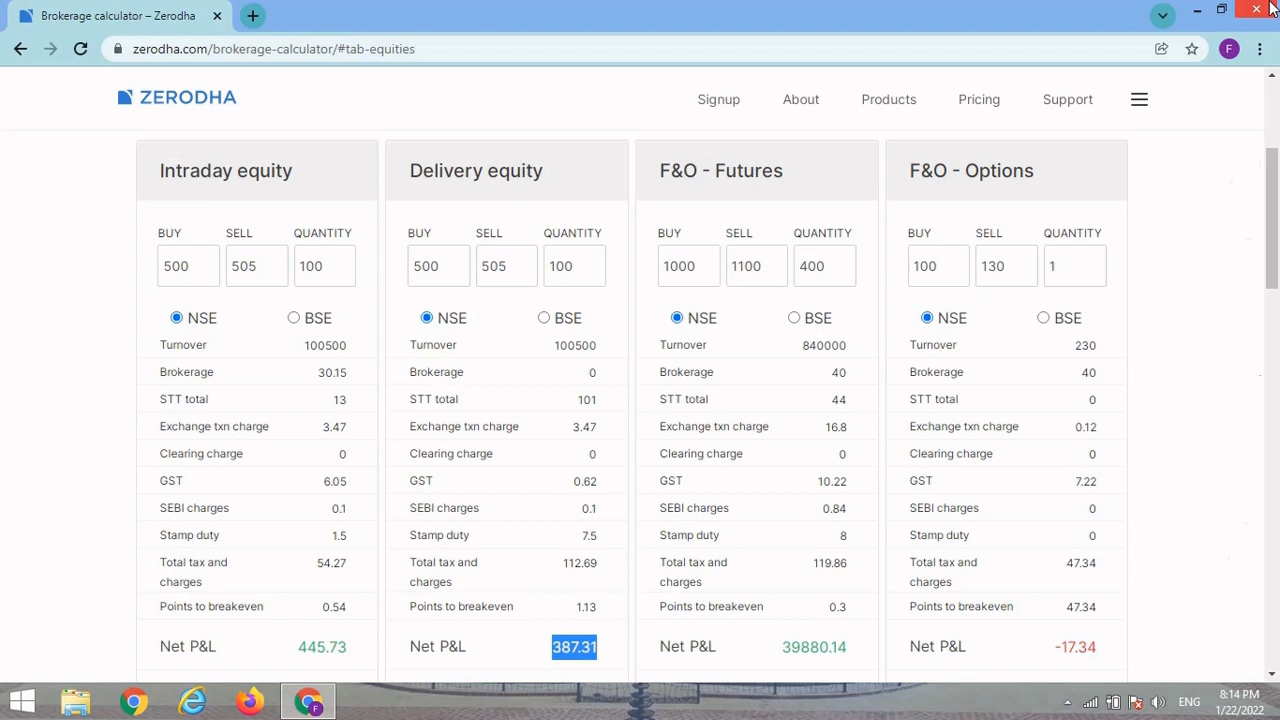 Brokerage calculator – Zerodha
zerodha.com/brokerage-calculator/#tab-equities
F
ZERODHA
Signup About Products Pricing Support
Intraday equity
BUY SELL QUANTITY
500 505 100
NSE BSE
Turnover 100500
Brokerage 30.15
STT total 13
Exchange txn charge 3.47
Clearing charge 0
GST 6.05
SEBI charges 0.1
Stamp duty 1.5
Total tax and 54.27
charges
Points to breakeven 0.54
Net P&L 445.73
Delivery equity
BUY SELL QUANTITY
500 505 100
NSE BSE
Turnover 100500
Brokerage 0
STT total 101
Exchange txn charge 3.47
Clearing charge 0
GST 0.62
SEBI charges 0.1
Stamp duty 7.5
Total tax and 112.69
charges
Points to breakeven 1.13
Net P&L 387.31
F&O - Futures
BUY SELL QUANTITY
1000 1100 400
NSE BSE
Turnover 840000
Brokerage 40
STT total 44
Exchange txn charge 16.8
Clearing charge 0
GST 10.22
SEBI charges 0.84
Stamp duty 8
Total tax and 119.86
charges
Points to breakeven 0.3
Net P&L 39880.14
F&O - Options
BUY SELL QUANTITY
100 130 1
NSE BSE
Turnover 230
Brokerage 40
STT total 0
Exchange txn charge 0.12
Clearing charge 0
GST 7.22
SEBI charges 0
Stamp duty 0
Total tax and 47.34
charges
Points to breakeven 47.34
Net P&L -17.34
F
ENG
8:14 PM
1/22/2022